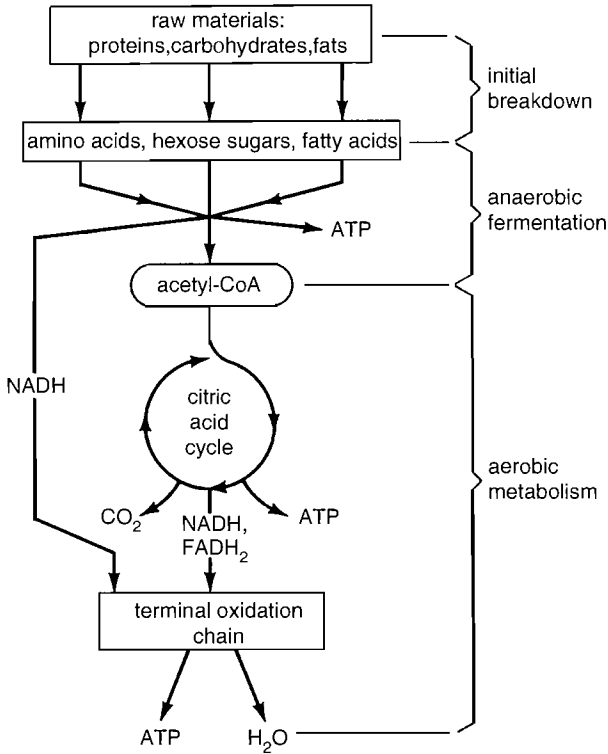 raw materials:
proteins,carbohydrates,fats
initial
breakdown
amino acids, hexose sugars, fatty acids
anaerobic
fermentation
ATP
acetyl-CoA
NADH
citric
acid
cycle
aerobic
metabolism
CO₂
NADH,
FADH₂
ATP
terminal oxidation
chain
ATP
H₂O